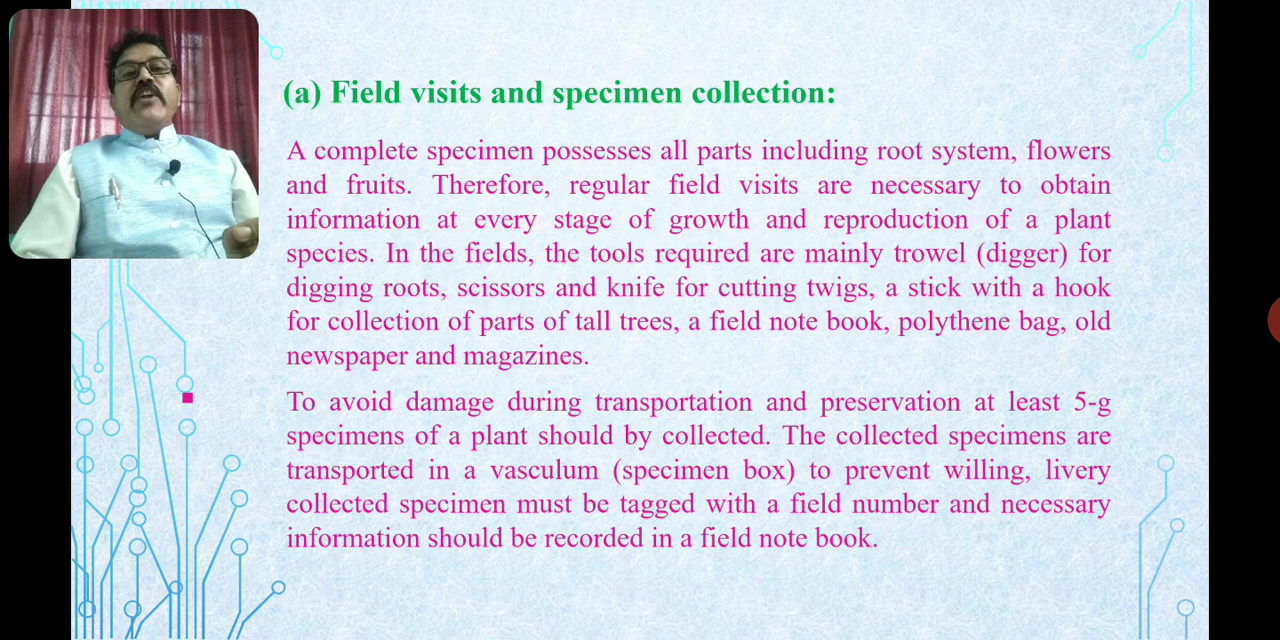 (a) Field visits and specimen collection:
A complete specimen possesses all parts including root system, flowers
and fruits. Therefore, regular field visits are necessary to obtain
information at every stage of growth and reproduction of a plant
species. In the fields, the tools required are mainly trowel (digger) for
digging roots, scissors and knife for cutting twigs, a stick with a hook
for collection of parts of tall trees, a field note book, polythene bag, old
newspaper and magazines.
To avoid damage during transportation and preservation at least 5-g
specimens of a plant should by collected. The collected specimens are
transported in a vasculum (specimen box) to prevent willing, livery
collected specimen must be tagged with a field number and necessary
information should be recorded in a field note book.